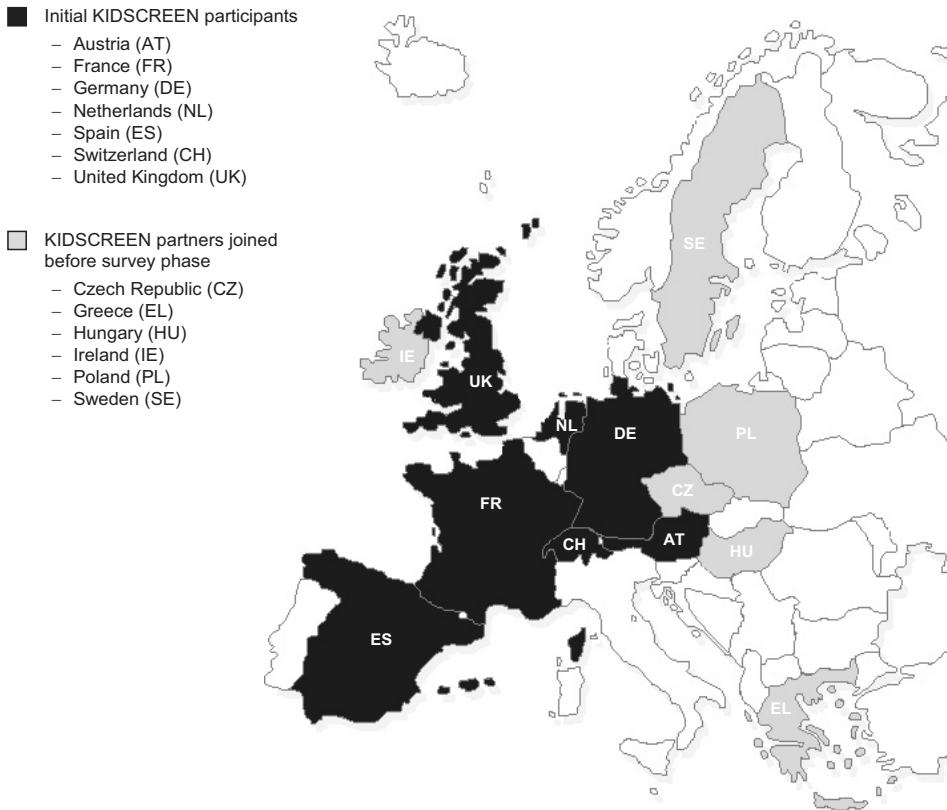 Initial KIDSCREEN participants
– Austria (AT)
– France (FR)
– Germany (DE)
– Netherlands (NL)
– Spain (ES)
– Switzerland (CH)
– United Kingdom (UK)
KIDSCREEN partners joined
before survey phase
– Czech Republic (CZ)
– Greece (EL)
– Hungary (HU)
– Ireland (IE)
– Poland (PL)
– Sweden (SE)
SE
IE
UK
NL
DE
PL
CZ
FR
CH
AT
HU
ES
EL